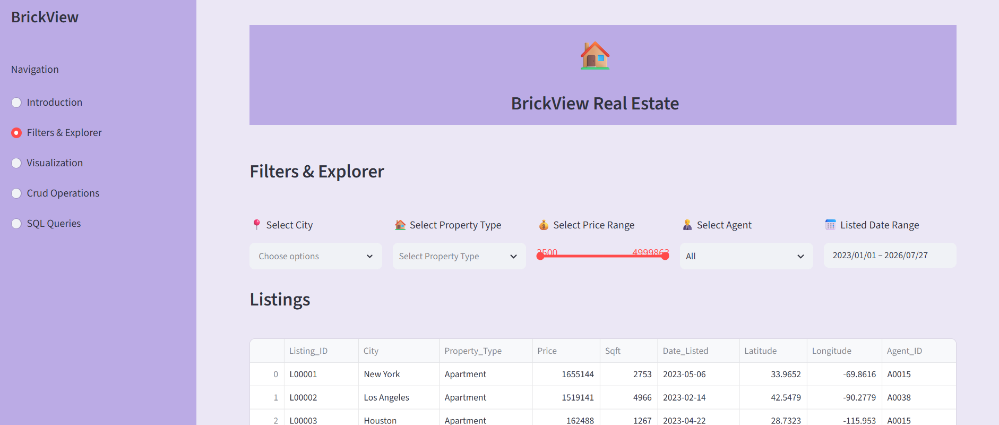 BrickView
Navigation
Introduction
Filters & Explorer
Visualization
Crud Operations
SQL Queries
BrickView Real Estate
Filters & Explorer
Select City
Select Property Type
Select Price Range
Select Agent
Listed Date Range
Choose options
Select Property Type
All
2023/01/01 – 2026/07/27
Listings
Listing_ID City Property_Type Price Sqft Date_Listed Latitude Longitude Agent_ID
0 L00001 New York Apartment 1655144 2753 2023-05-06 33.9652 -69.8616 A0015
1 L00002 Los Angeles Apartment 1519141 4966 2023-02-14 42.5479 -90.2779 A0038
2 L00003 Houston Apartment 162488 1267 2023-04-22 28.7323 -115.953 A0015